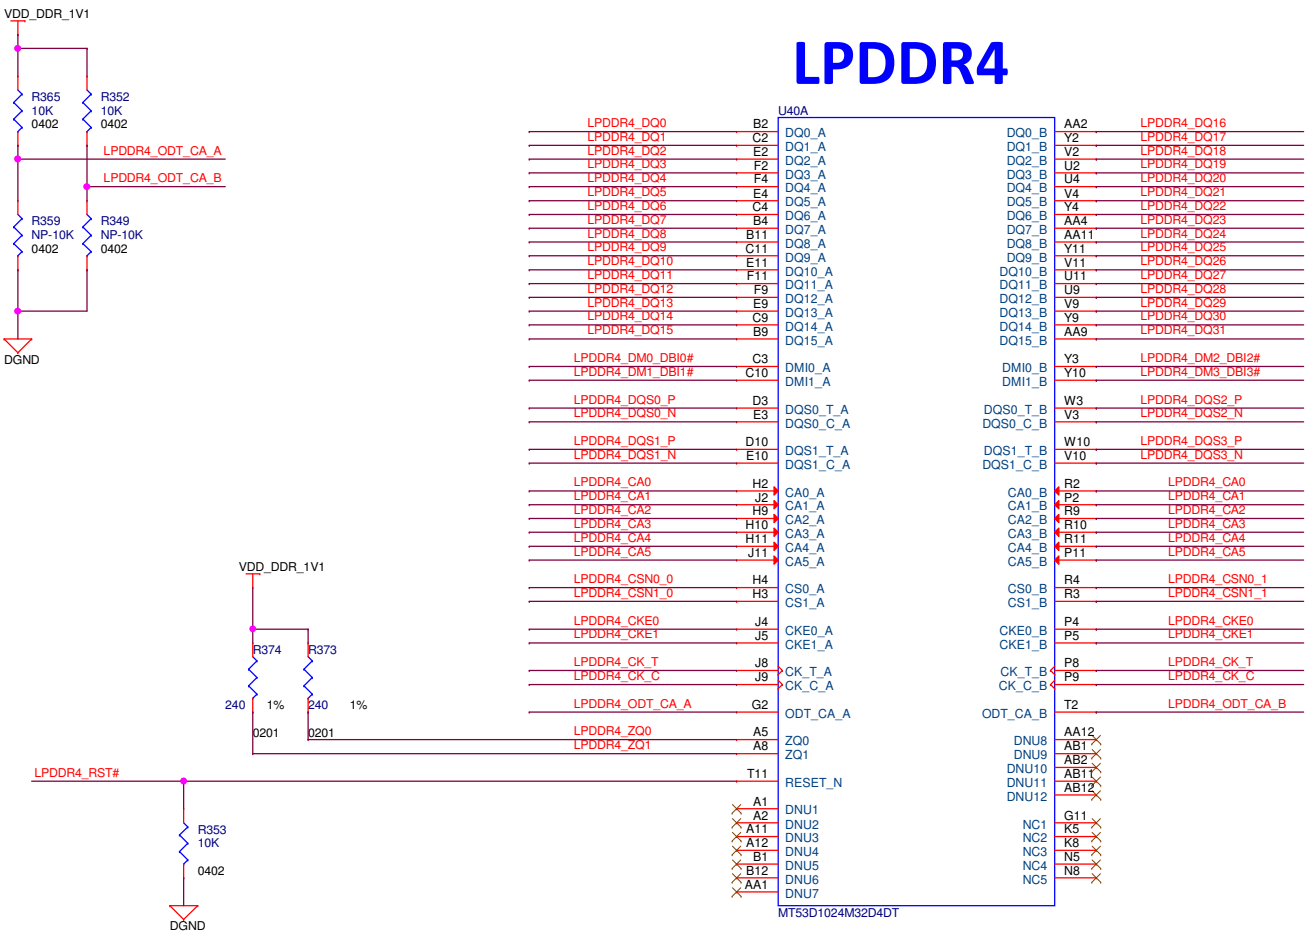 VDD_DDR_1V1
LPDDR4
R365
10K
0402
R352
10K
0402
LPDDR4_ODT_CA_A
LPDDR4_ODT_CA_B
R359
NP-10K
0402
R349
NP-10K
0402
DGND
U40A
LPDDR4_DQ0 B2 DQ0_A DQ0_B AA2 LPDDR4_DQ16
LPDDR4_DQ1 C2 DQ1_A DQ1_B Y2 LPDDR4_DQ17
LPDDR4_DQ2 E2 DQ2_A DQ2_B V2 LPDDR4_DQ18
LPDDR4_DQ3 F2 DQ3_A DQ3_B U2 LPDDR4_DQ19
LPDDR4_DQ4 F4 DQ4_A DQ4_B U4 LPDDR4_DQ20
LPDDR4_DQ5 E4 DQ5_A DQ5_B V4 LPDDR4_DQ21
LPDDR4_DQ6 C4 DQ6_A DQ6_B Y4 LPDDR4_DQ22
LPDDR4_DQ7 B4 DQ7_A DQ7_B AA4 LPDDR4_DQ23
LPDDR4_DQ8 B11 DQ8_A DQ8_B AA11 LPDDR4_DQ24
LPDDR4_DQ9 C11 DQ9_A DQ9_B Y11 LPDDR4_DQ25
LPDDR4_DQ10 E11 DQ10_A DQ10_B V11 LPDDR4_DQ26
LPDDR4_DQ11 F11 DQ11_A DQ11_B U11 LPDDR4_DQ27
LPDDR4_DQ12 F9 DQ12_A DQ12_B U9 LPDDR4_DQ28
LPDDR4_DQ13 E9 DQ13_A DQ13_B V9 LPDDR4_DQ29
LPDDR4_DQ14 C9 DQ14_A DQ14_B Y9 LPDDR4_DQ30
LPDDR4_DQ15 B9 DQ15_A DQ15_B AA9 LPDDR4_DQ31
LPDDR4_DM0_DBI0# C3 DMI0_A DMI0_B Y3 LPDDR4_DM2_DBI2#
LPDDR4_DM1_DBI1# C10 DMI1_A DMI1_B Y10 LPDDR4_DM3_DBI3#
LPDDR4_DQS0_P D3 DQS0_T_A DQS0_T_B W3 LPDDR4_DQS2_P
LPDDR4_DQS0_N E3 DQS0_C_A DQS0_C_B V3 LPDDR4_DQS2_N
LPDDR4_DQS1_P D10 DQS1_T_A DQS1_T_B W10 LPDDR4_DQS3_P
LPDDR4_DQS1_N E10 DQS1_C_A DQS1_C_B V10 LPDDR4_DQS3_N
LPDDR4_CA0 H2 CA0_A CA0_B R2 LPDDR4_CA0
LPDDR4_CA1 J2 CA1_A CA1_B P2 LPDDR4_CA1
LPDDR4_CA2 H9 CA2_A CA2_B R9 LPDDR4_CA2
LPDDR4_CA3 H10 CA3_A CA3_B R10 LPDDR4_CA3
LPDDR4_CA4 H11 CA4_A CA4_B R11 LPDDR4_CA4
LPDDR4_CA5 J11 CA5_A CA5_B P11 LPDDR4_CA5
LPDDR4_CSN0_0 H4 CS0_A CS0_B R4 LPDDR4_CSN0_1
LPDDR4_CSN1_0 H3 CS1_A CS1_B R3 LPDDR4_CSN1_1
LPDDR4_CKE0 J4 CKE0_A CKE0_B P4 LPDDR4_CKE0
LPDDR4_CKE1 J5 CKE1_A CKE1_B P5 LPDDR4_CKE1
LPDDR4_CK_T J8 CK_T_A CK_T_B P8 LPDDR4_CK_T
LPDDR4_CK_C J9 CK_C_A CK_C_B P9 LPDDR4_CK_C
LPDDR4_ODT_CA_A G2 ODT_CA_A ODT_CA_B T2 LPDDR4_ODT_CA_B
VDD_DDR_1V1
R374
240 1%
0201
R373
240 1%
0201
LPDDR4_ZQ0 A5 ZQ0
LPDDR4_ZQ1 A8 ZQ1
LPDDR4_RST# T11 RESET_N
R353
10K
0402
DGND
A1 DNU1
A2 DNU2
A11 DNU3
A12 DNU4
B1 DNU5
B12 DNU6
AA1 DNU7
DNU8 AA12
DNU9 AB1
DNU10 AB2
DNU11 AB11
DNU12 AB12
NC1 G11
NC2 K5
NC3 K8
NC4 N5
NC5 N8
MT53D1024M32D4DT